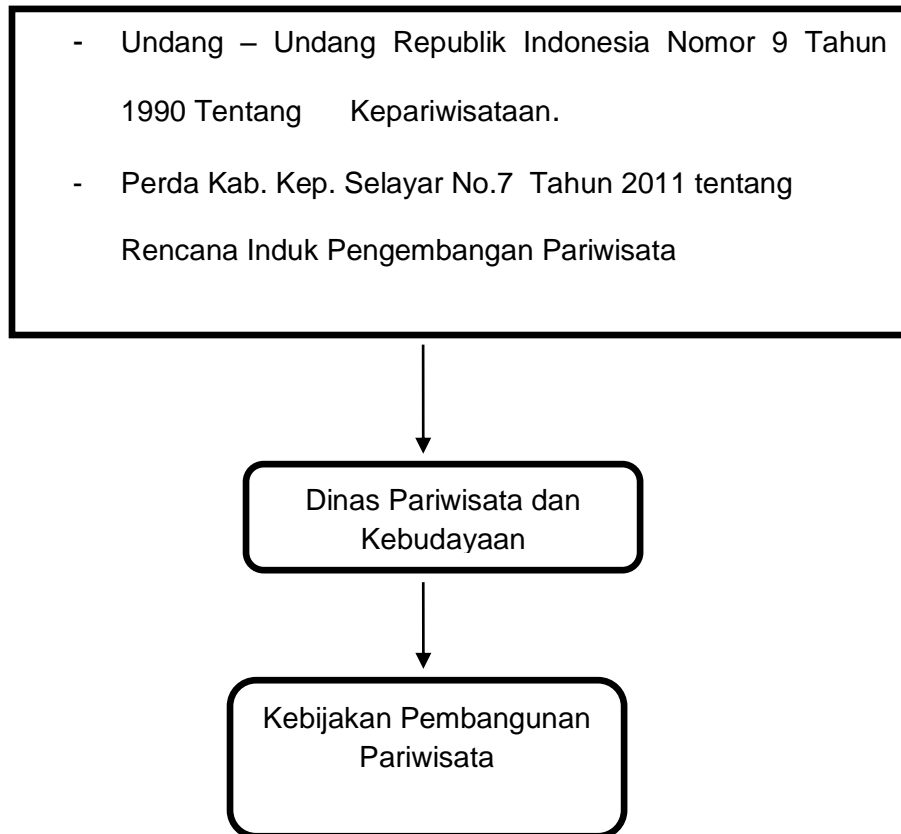 - Undang – Undang Republik Indonesia Nomor 9 Tahun
1990 Tentang Kepariwisataan.
- Perda Kab. Kep. Selayar No.7 Tahun 2011 tentang
Rencana Induk Pengembangan Pariwisata
Dinas Pariwisata dan
Kebudayaan
Kebijakan Pembangunan
Pariwisata